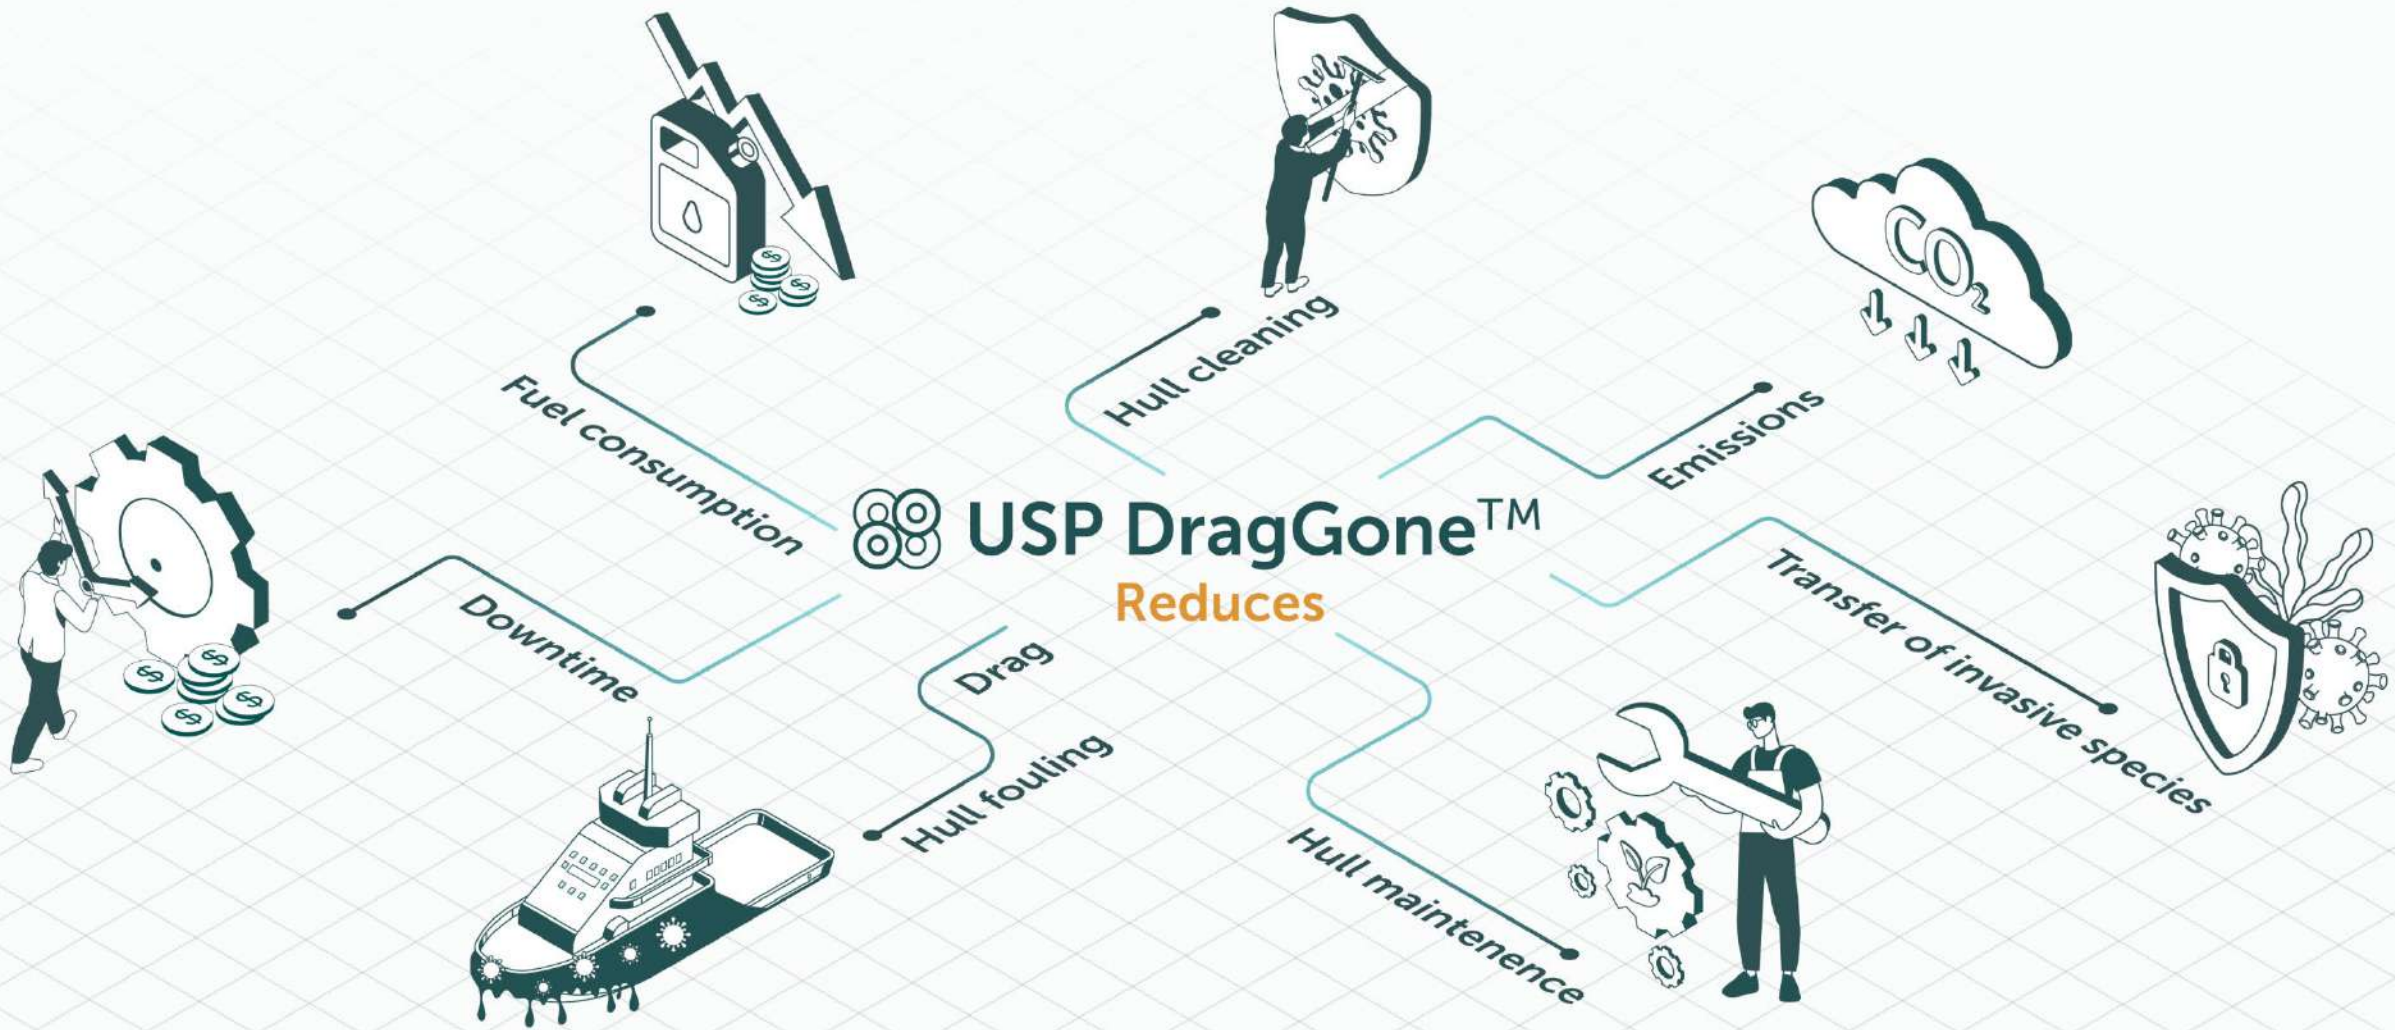 Hull cleaning
CO₂
Fuel consumption
Emissions
USP DragGone™
Reduces
Downtime
Drag
Hull fouling
Transfer of invasive species
Hull maintenence
$
$
$
$
$
$
$